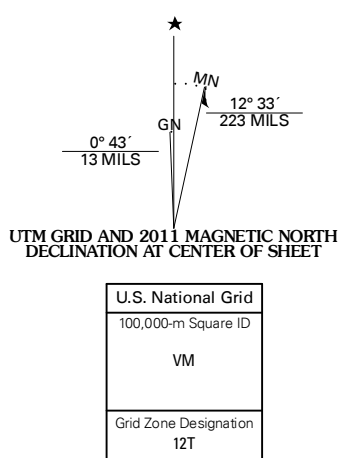 MN
12° 33´
223 MILS
GN
0° 43´
13 MILS
UTM GRID AND 2011 MAGNETIC NORTH
DECLINATION AT CENTER OF SHEET
U.S. National Grid
100,000-m Square ID
VM
Grid Zone Designation
12T